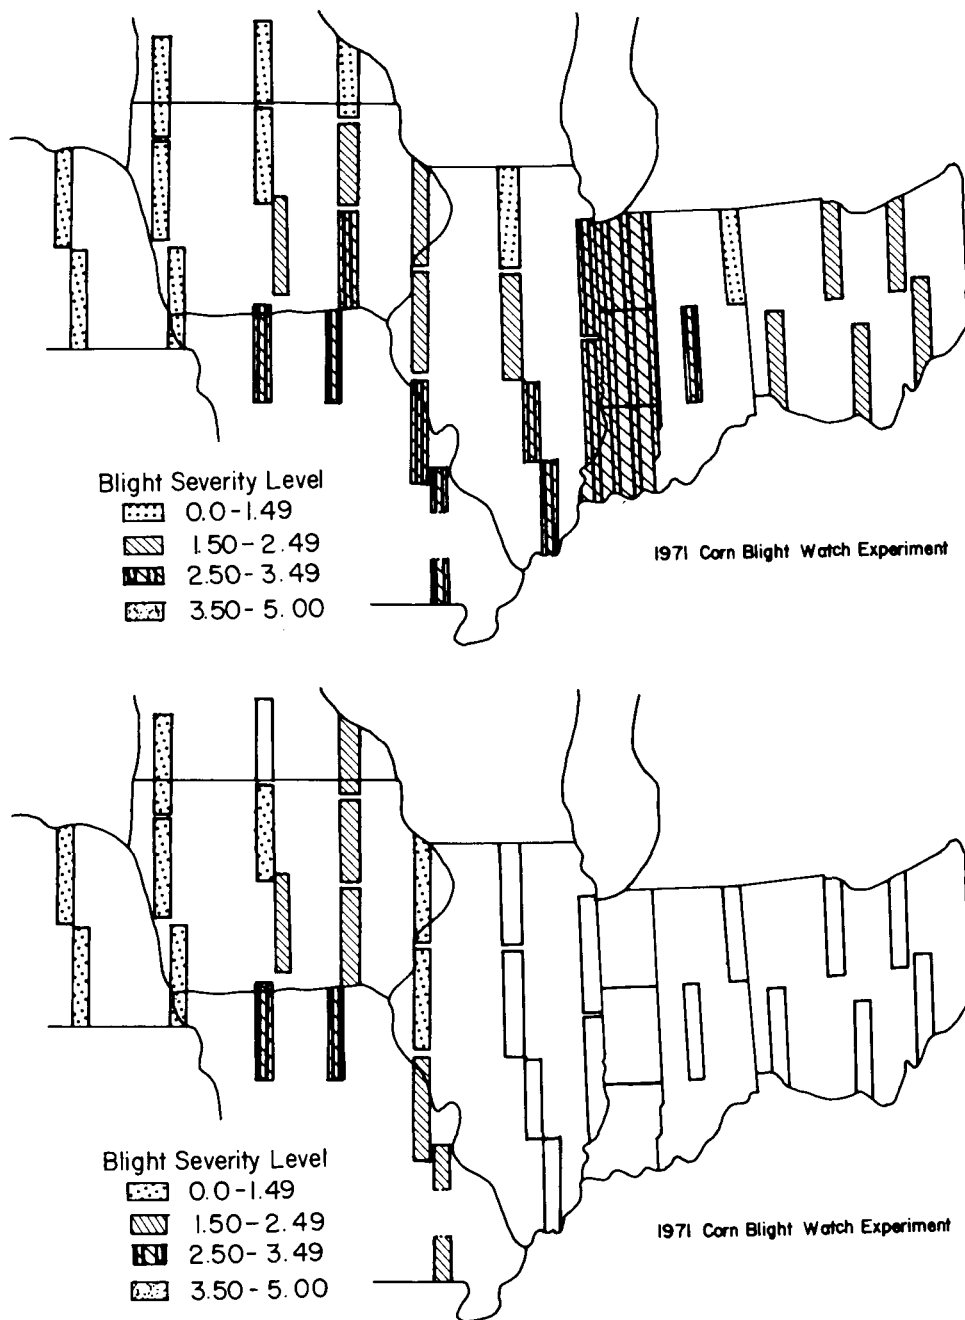 Blight Severity Level
0.0-1.49
1.50-2.49
2.50-3.49
3.50-5.00
1971 Corn Blight Watch Experiment
Blight Severity Level
0.0-1.49
1.50-2.49
2.50-3.49
3.50-5.00
1971 Corn Blight Watch Experiment